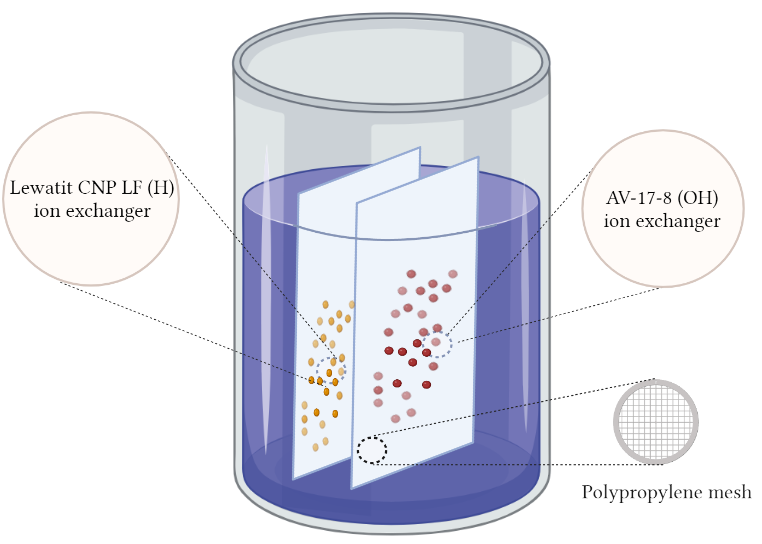 Lewatit CNP LF (H)
ion exchanger
AV-17-8 (OH)
ion exchanger
Polypropylene mesh